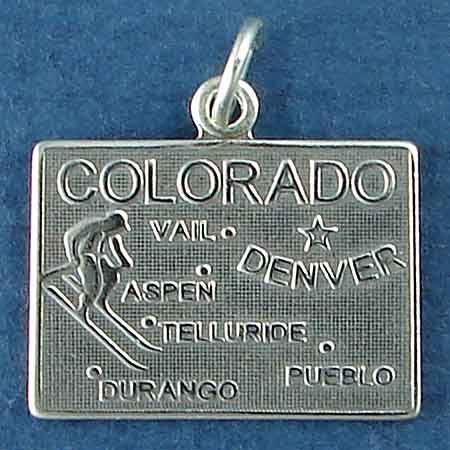 COLORADO
VAIL
DENVER
ASPEN
TELLURIDE
PUEBLO
DURANGO